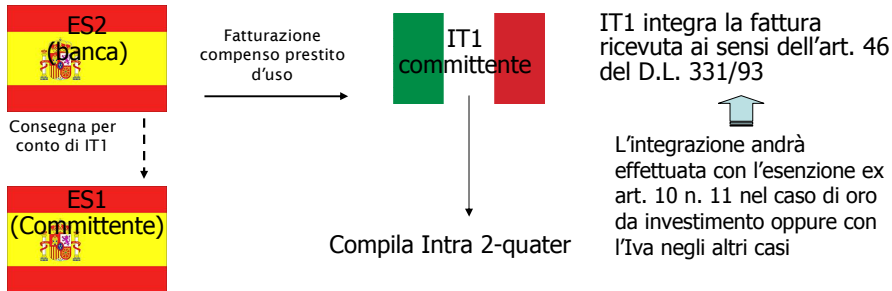 ES2
(banca)
Fatturazione
compenso prestito
d'uso
IT1
committente
IT1 integra la fattura
ricevuta ai sensi dell'art. 46
del D.L. 331/93
Consegna per
conto di IT1
L'integrazione andrà
effettuata con l'esenzione ex
art. 10 n. 11 nel caso di oro
da investimento oppure con
l'Iva negli altri casi
ES1
(Committente)
Compila Intra 2-quater